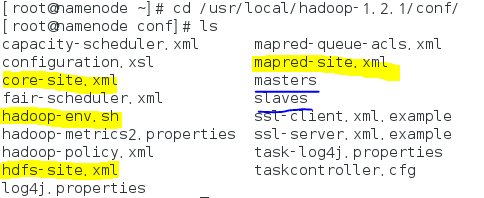 [root@namenode ~]# cd /usr/local/hadoop-1.2.1/conf/
[root@namenode conf]# ls
capacity-scheduler.xml mapred-queue-acls.xml
configuration.xsl mapred-site.xml
core-site.xml masters
fair-scheduler.xml slaves
hadoop-env.sh ssl-client.xml.example
hadoop-metrics2.properties ssl-server.xml.example
hadoop-policy.xml task-log4j.properties
hdfs-site.xml taskcontroller.cfg
log4j.properties